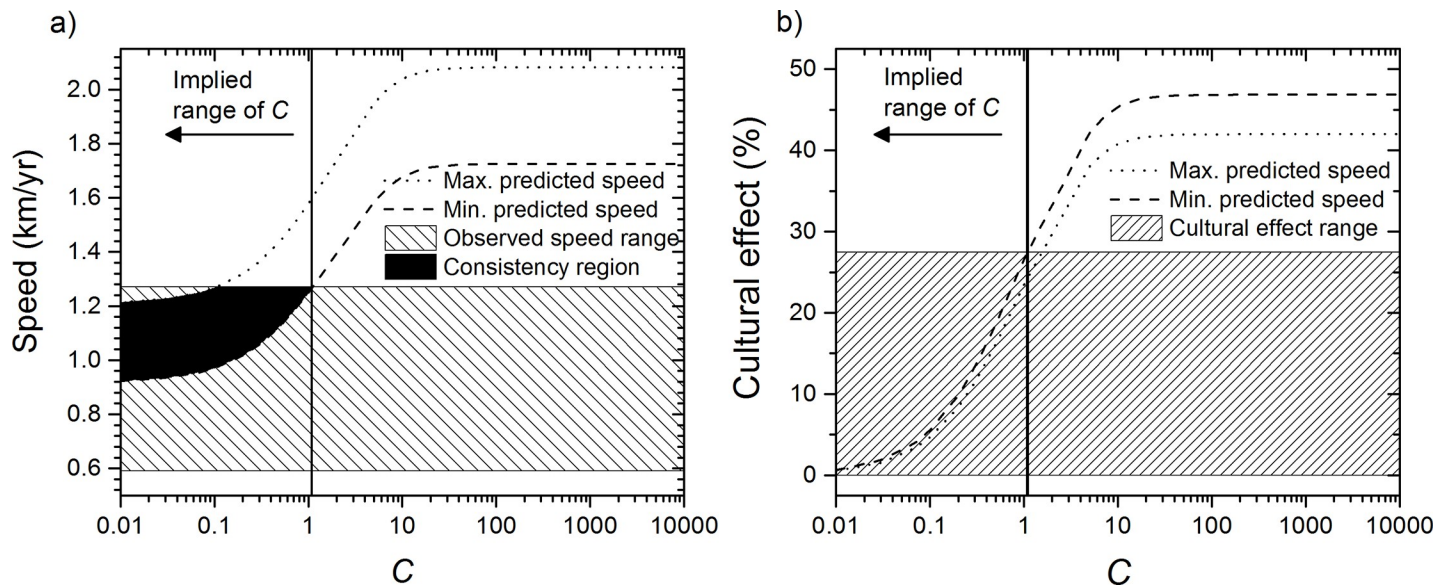 a)
Implied
range of C
Speed (km/yr)
2.0
1.8
1.6
1.4
1.2
1.0
0.8
0.6
Max. predicted speed
Min. predicted speed
Observed speed range
Consistency region
0.01 0.1 1 10 100 1000 10000
C
b)
Implied
range of C
Cultural effect (%)
50
40
30
20
10
0
Max. predicted speed
Min. predicted speed
Cultural effect range
0.01 0.1 1 10 100 1000 10000
C